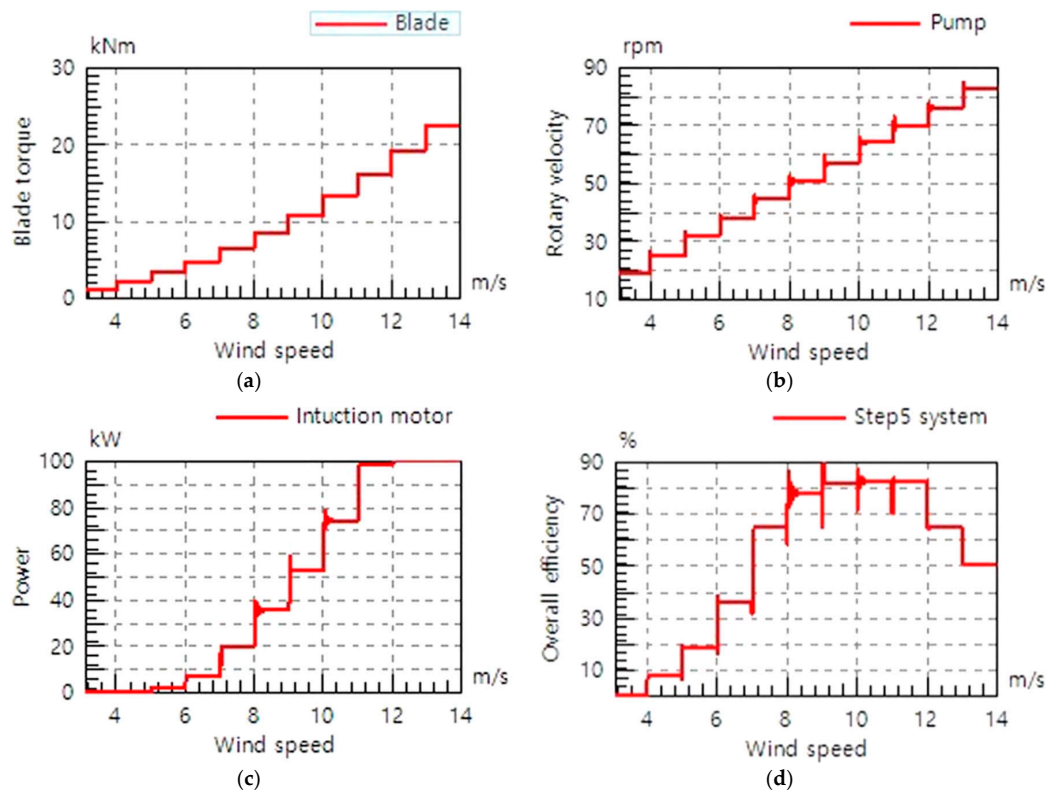 Blade
kNm
30
20
10
0
Blade torque
m/s
4 6 8 10 12 14
Wind speed
(a)
Pump
rpm
90
70
50
30
10
Rotary velocity
m/s
4 6 8 10 12 14
Wind speed
(b)
Intuction motor
kW
100
80
60
40
20
0
Power
m/s
4 6 8 10 12 14
Wind speed
(c)
Step5 system
%
90
70
50
30
10
Overall efficiency
m/s
4 6 8 10 12 14
Wind speed
(d)